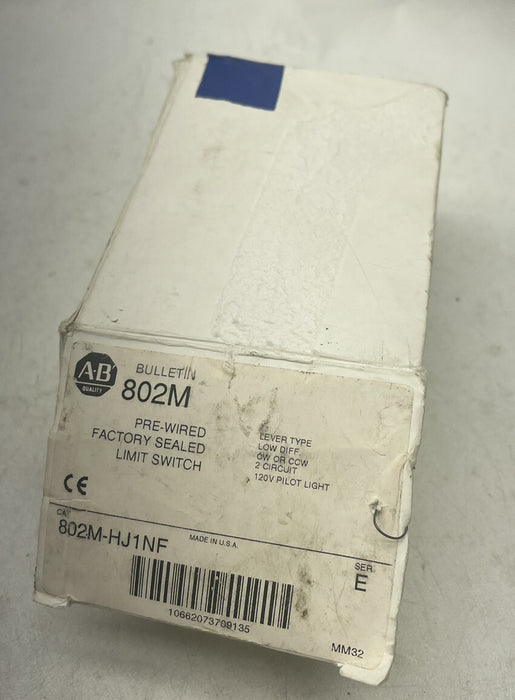 A·B
QUALITY
BULLETIN
802M
PRE-WIRED
FACTORY SEALED
LIMIT SWITCH
LEVER TYPE
LOW DIFF.
CW OR CCW
2 CIRCUIT
120V PILOT LIGHT
CE
CAT
802M-HJ1NF
MADE IN U.S.A.
SER.
E
10662073799135
MM32